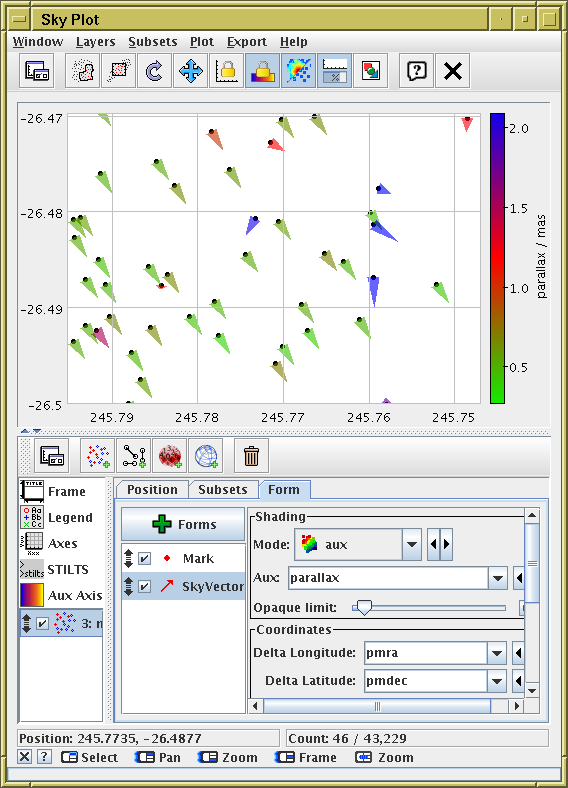 Sky Plot
Window Layers Subsets Plot Export Help
-26.47
-26.48
-26.49
-26.5
245.79 245.78 245.77 245.76 245.75
2.0
1.5
1.0
0.5
parallax / mas
Frame
Legend
Axes
STILTS
Aux Axis
Position Subsets Form
Forms
Mark
SkyVector
Shading
Mode: aux
Aux: parallax
Opaque limit:
Coordinates
Delta Longitude: pmra
Delta Latitude: pmdec
Position: 245.7735, -26.4877 Count: 46 / 43,229
Select Pan Zoom Frame Zoom